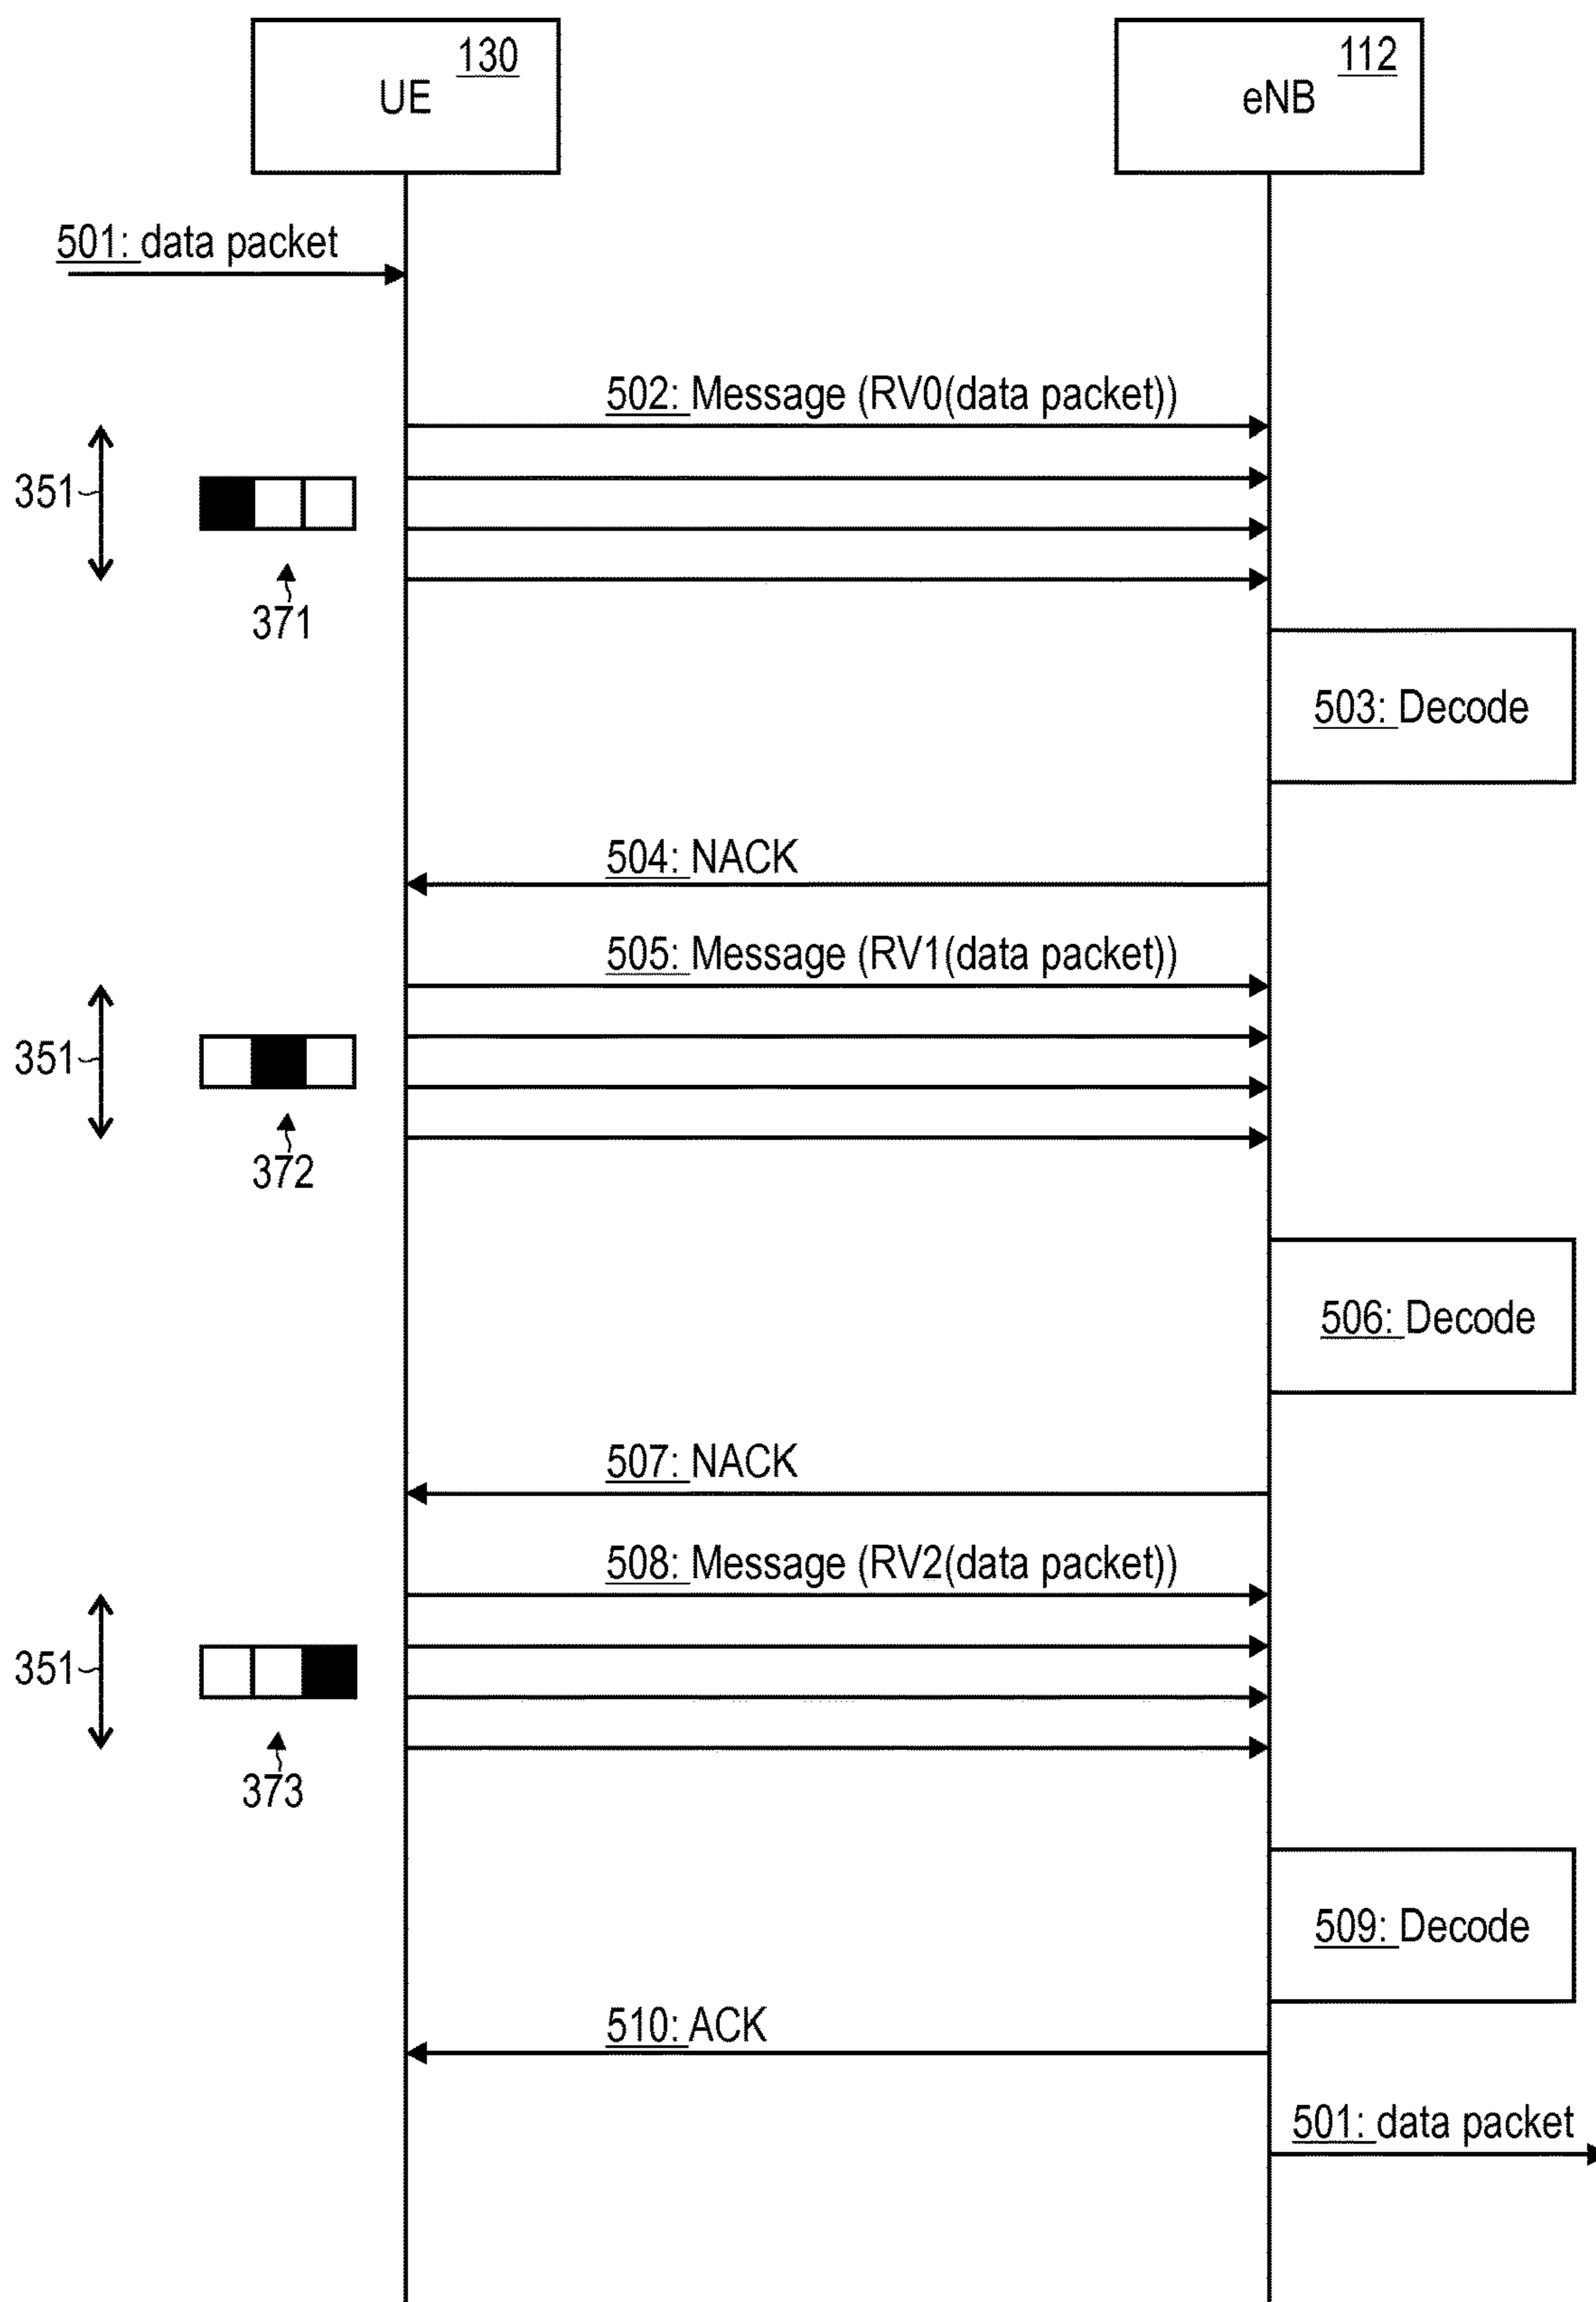 130
UE
112
eNB
501: data packet
502: Message (RV0(data packet))
351
371
503: Decode
504: NACK
505: Message (RV1(data packet))
351
372
506: Decode
507: NACK
508: Message (RV2(data packet))
351
373
509: Decode
510: ACK
501: data packet